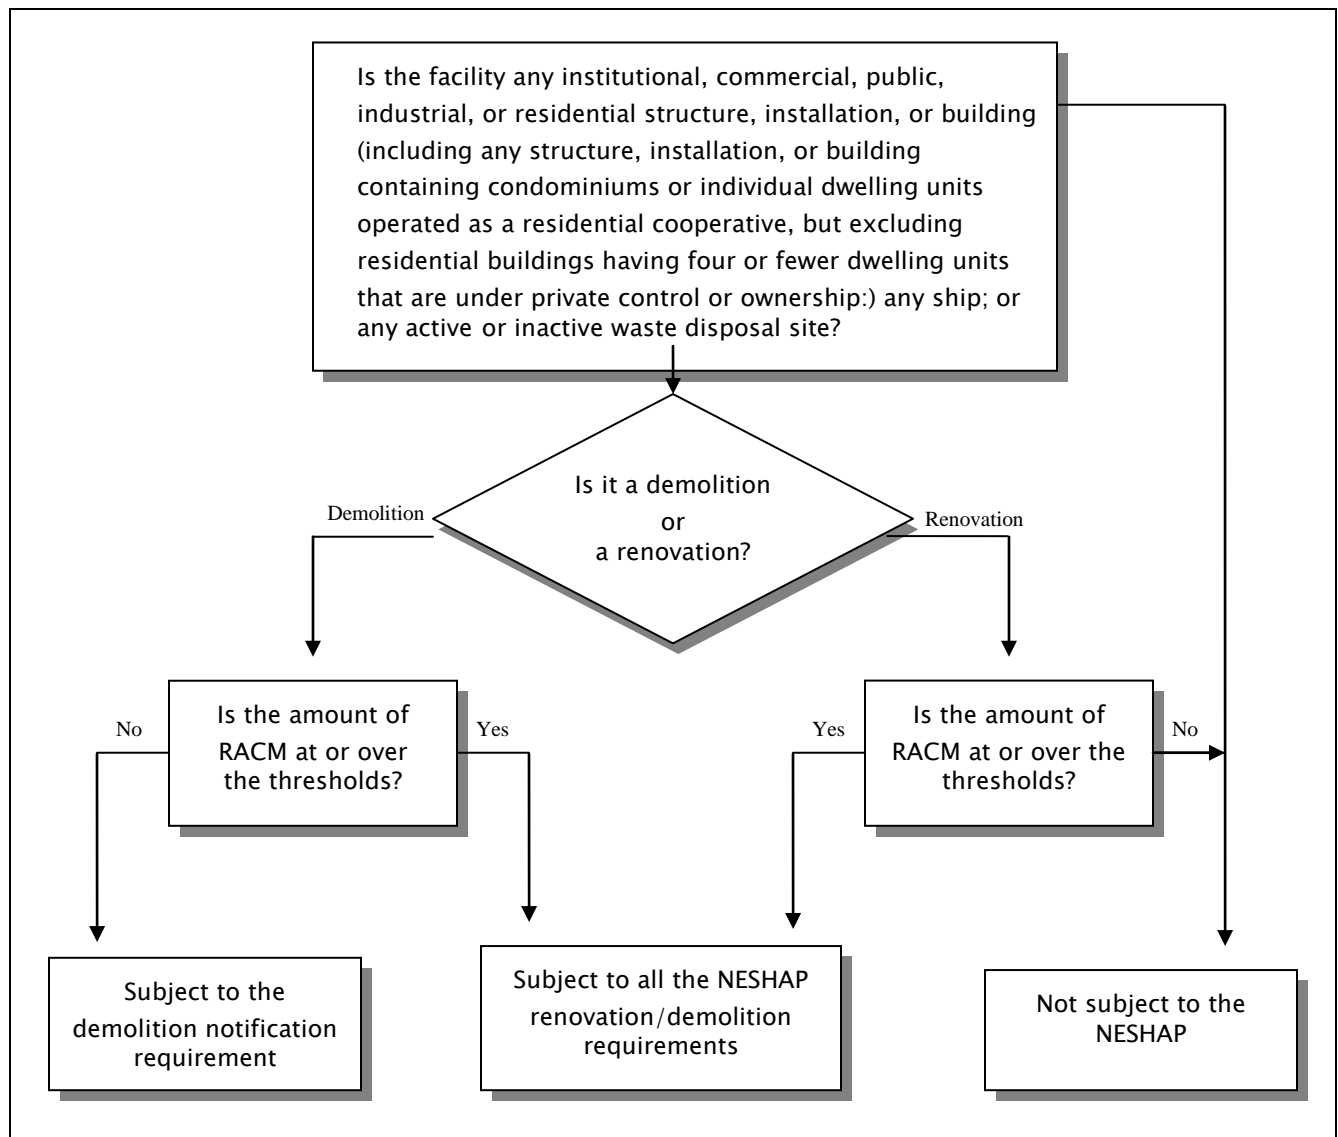 Is the facility any institutional, commercial, public,
industrial, or residential structure, installation, or building
(including any structure, installation, or building
containing condominiums or individual dwelling units
operated as a residential cooperative, but excluding
residential buildings having four or fewer dwelling units
that are under private control or ownership:) any ship; or
any active or inactive waste disposal site?
Is it a demolition
or
a renovation?
Demolition
Renovation
No
Is the amount of
RACM at or over
the thresholds?
Yes
Yes
Is the amount of
RACM at or over the
thresholds?
No
Subject to the
demolition notification
requirement
Subject to all the NESHAP
renovation/demolition
requirements
Not subject to the
NESHAP